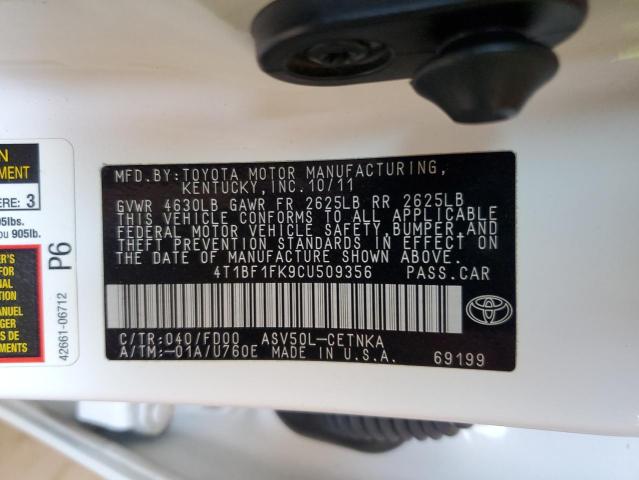 MFD.BY:TOYOTA MOTOR MANUFACTURING,
KENTUCKY,INC.10/11
GVWR 4630LB GAWR FR 2625LB RR 2625LB
THIS VEHICLE CONFORMS TO ALL APPLICABLE
FEDERAL MOTOR VEHICLE SAFETY,BUMPER,AND
THEFT PREVENTION STANDARDS IN EFFECT ON
THE DATE OF MANUFACTURE SHOWN ABOVE.
4T1BF1FK9CU509356 PASS.CAR
C/TR:040/FD00 ASV50L-CETNKA
A/TM:-01A/U760E MADE IN U.S.A. 69199
ERE: 3
905lb.
P6
42661-06712